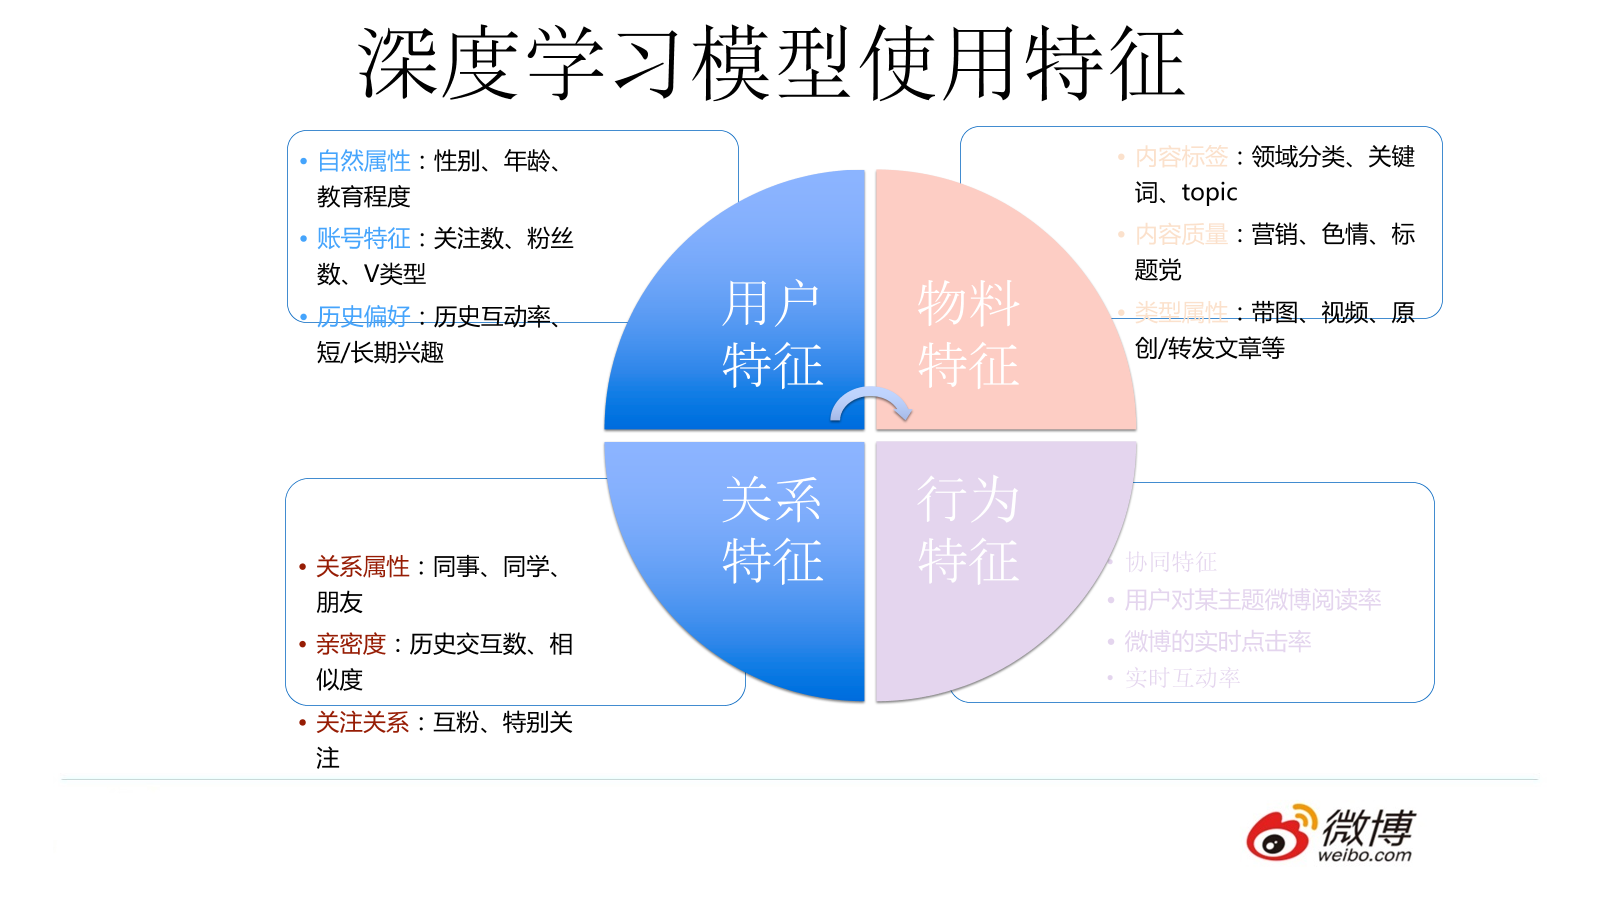 深度学习模型使用特征
• 自然属性：性别、年龄、
教育程度
• 账号特征：关注数、粉丝
数、V类型
• 历史偏好：历史互动率、
短/长期兴趣
• 内容标签：领域分类、关键
词、topic
• 内容质量：营销、色情、标
题党
• 类型属性：带图、视频、原
创/转发文章等
用户
特征
物料
特征
关系
特征
行为
特征
• 关系属性：同事、同学、
朋友
• 亲密度：历史交互数、相
似度
• 关注关系：互粉、特别关
注
• 协同特征
• 用户对某主题微博阅读率
• 微博的实时点击率
• 实时互动率
微博
weibo.com